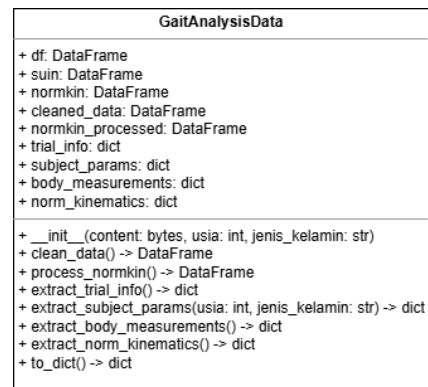 GaitAnalysisData
+ df: DataFrame
+ suin: DataFrame
+ normkin: DataFrame
+ cleaned_data: DataFrame
+ normkin_processed: DataFrame
+ trial_info: dict
+ subject_params: dict
+ body_measurements: dict
+ norm_kinematics: dict
+ __init__(content: bytes, usia: int, jenis_kelamin: str)
+ clean_data() -> DataFrame
+ process_normkin() -> DataFrame
+ extract_trial_info() -> dict
+ extract_subject_params(usia: int, jenis_kelamin: str) -> dict
+ extract_body_measurements() -> dict
+ extract_norm_kinematics() -> dict
+ to_dict() -> dict